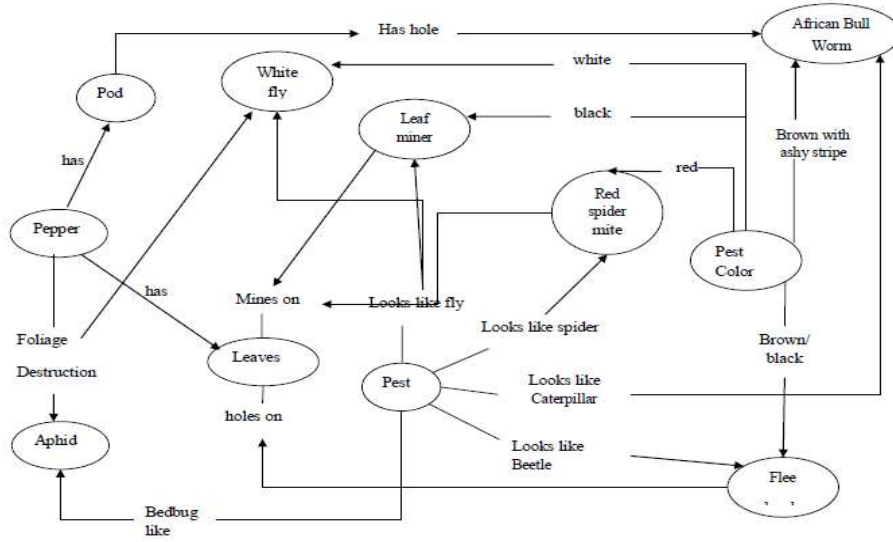 Has hole
African Bull
Worm
White
fly
white
Pod
Leaf
miner
black
Brown with
ashy stripe
has
red
Red
spider
mite
Pepper
Pest
Color
has
Mines on
Looks like fly
Looks like spider
Foliage
Brown/
black
Leaves
Destruction
Pest
Looks like
Caterpillar
holes on
Aphid
Looks like
Beetle
Flee
Bedbug
like